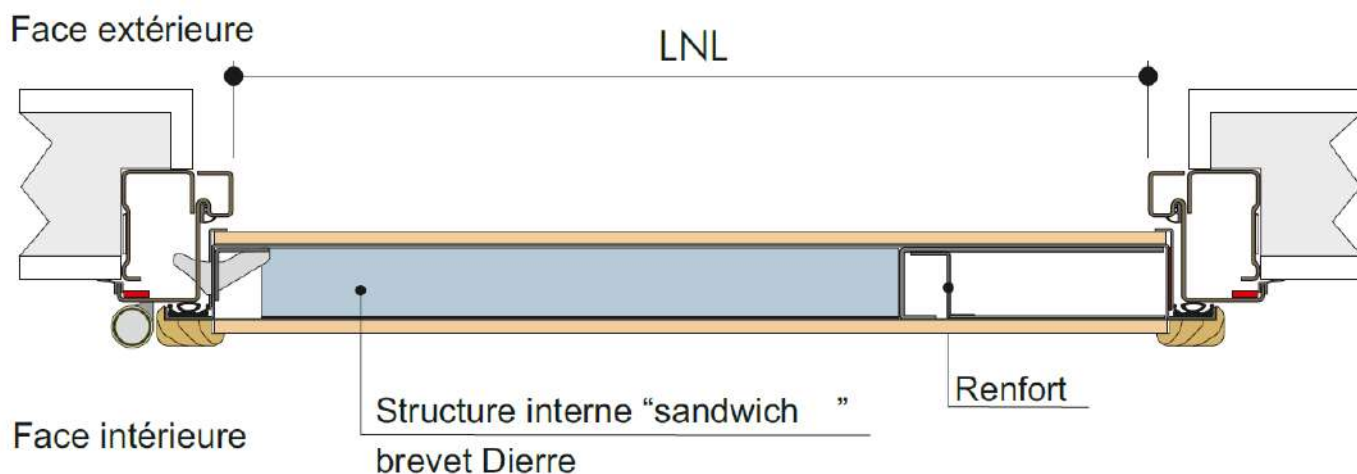 Face extérieure
LNL
Renfort
Structure interne “sandwich ”
brevet Dierre
Face intérieure